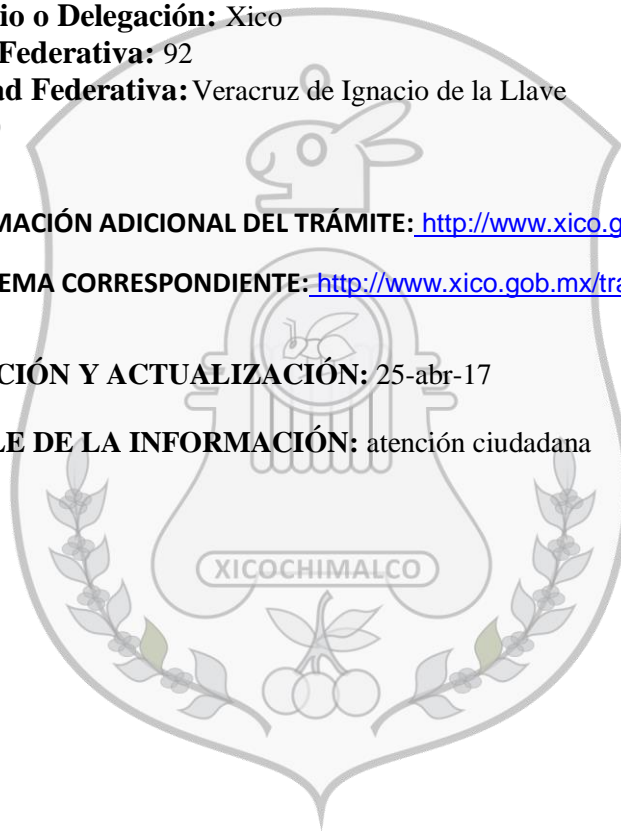 io o Delegación: Xico
Federativa: 92
ad Federativa: Veracruz de Ignacio de la Llave
MACIÓN ADICIONAL DEL TRÁMITE: http://www.xico.g
EMA CORRESPONDIENTE: http://www.xico.gob.mx/tra
CIÓN Y ACTUALIZACIÓN: 25-abr-17
LE DE LA INFORMACIÓN: atención ciudadana
XICOCHIMALCO